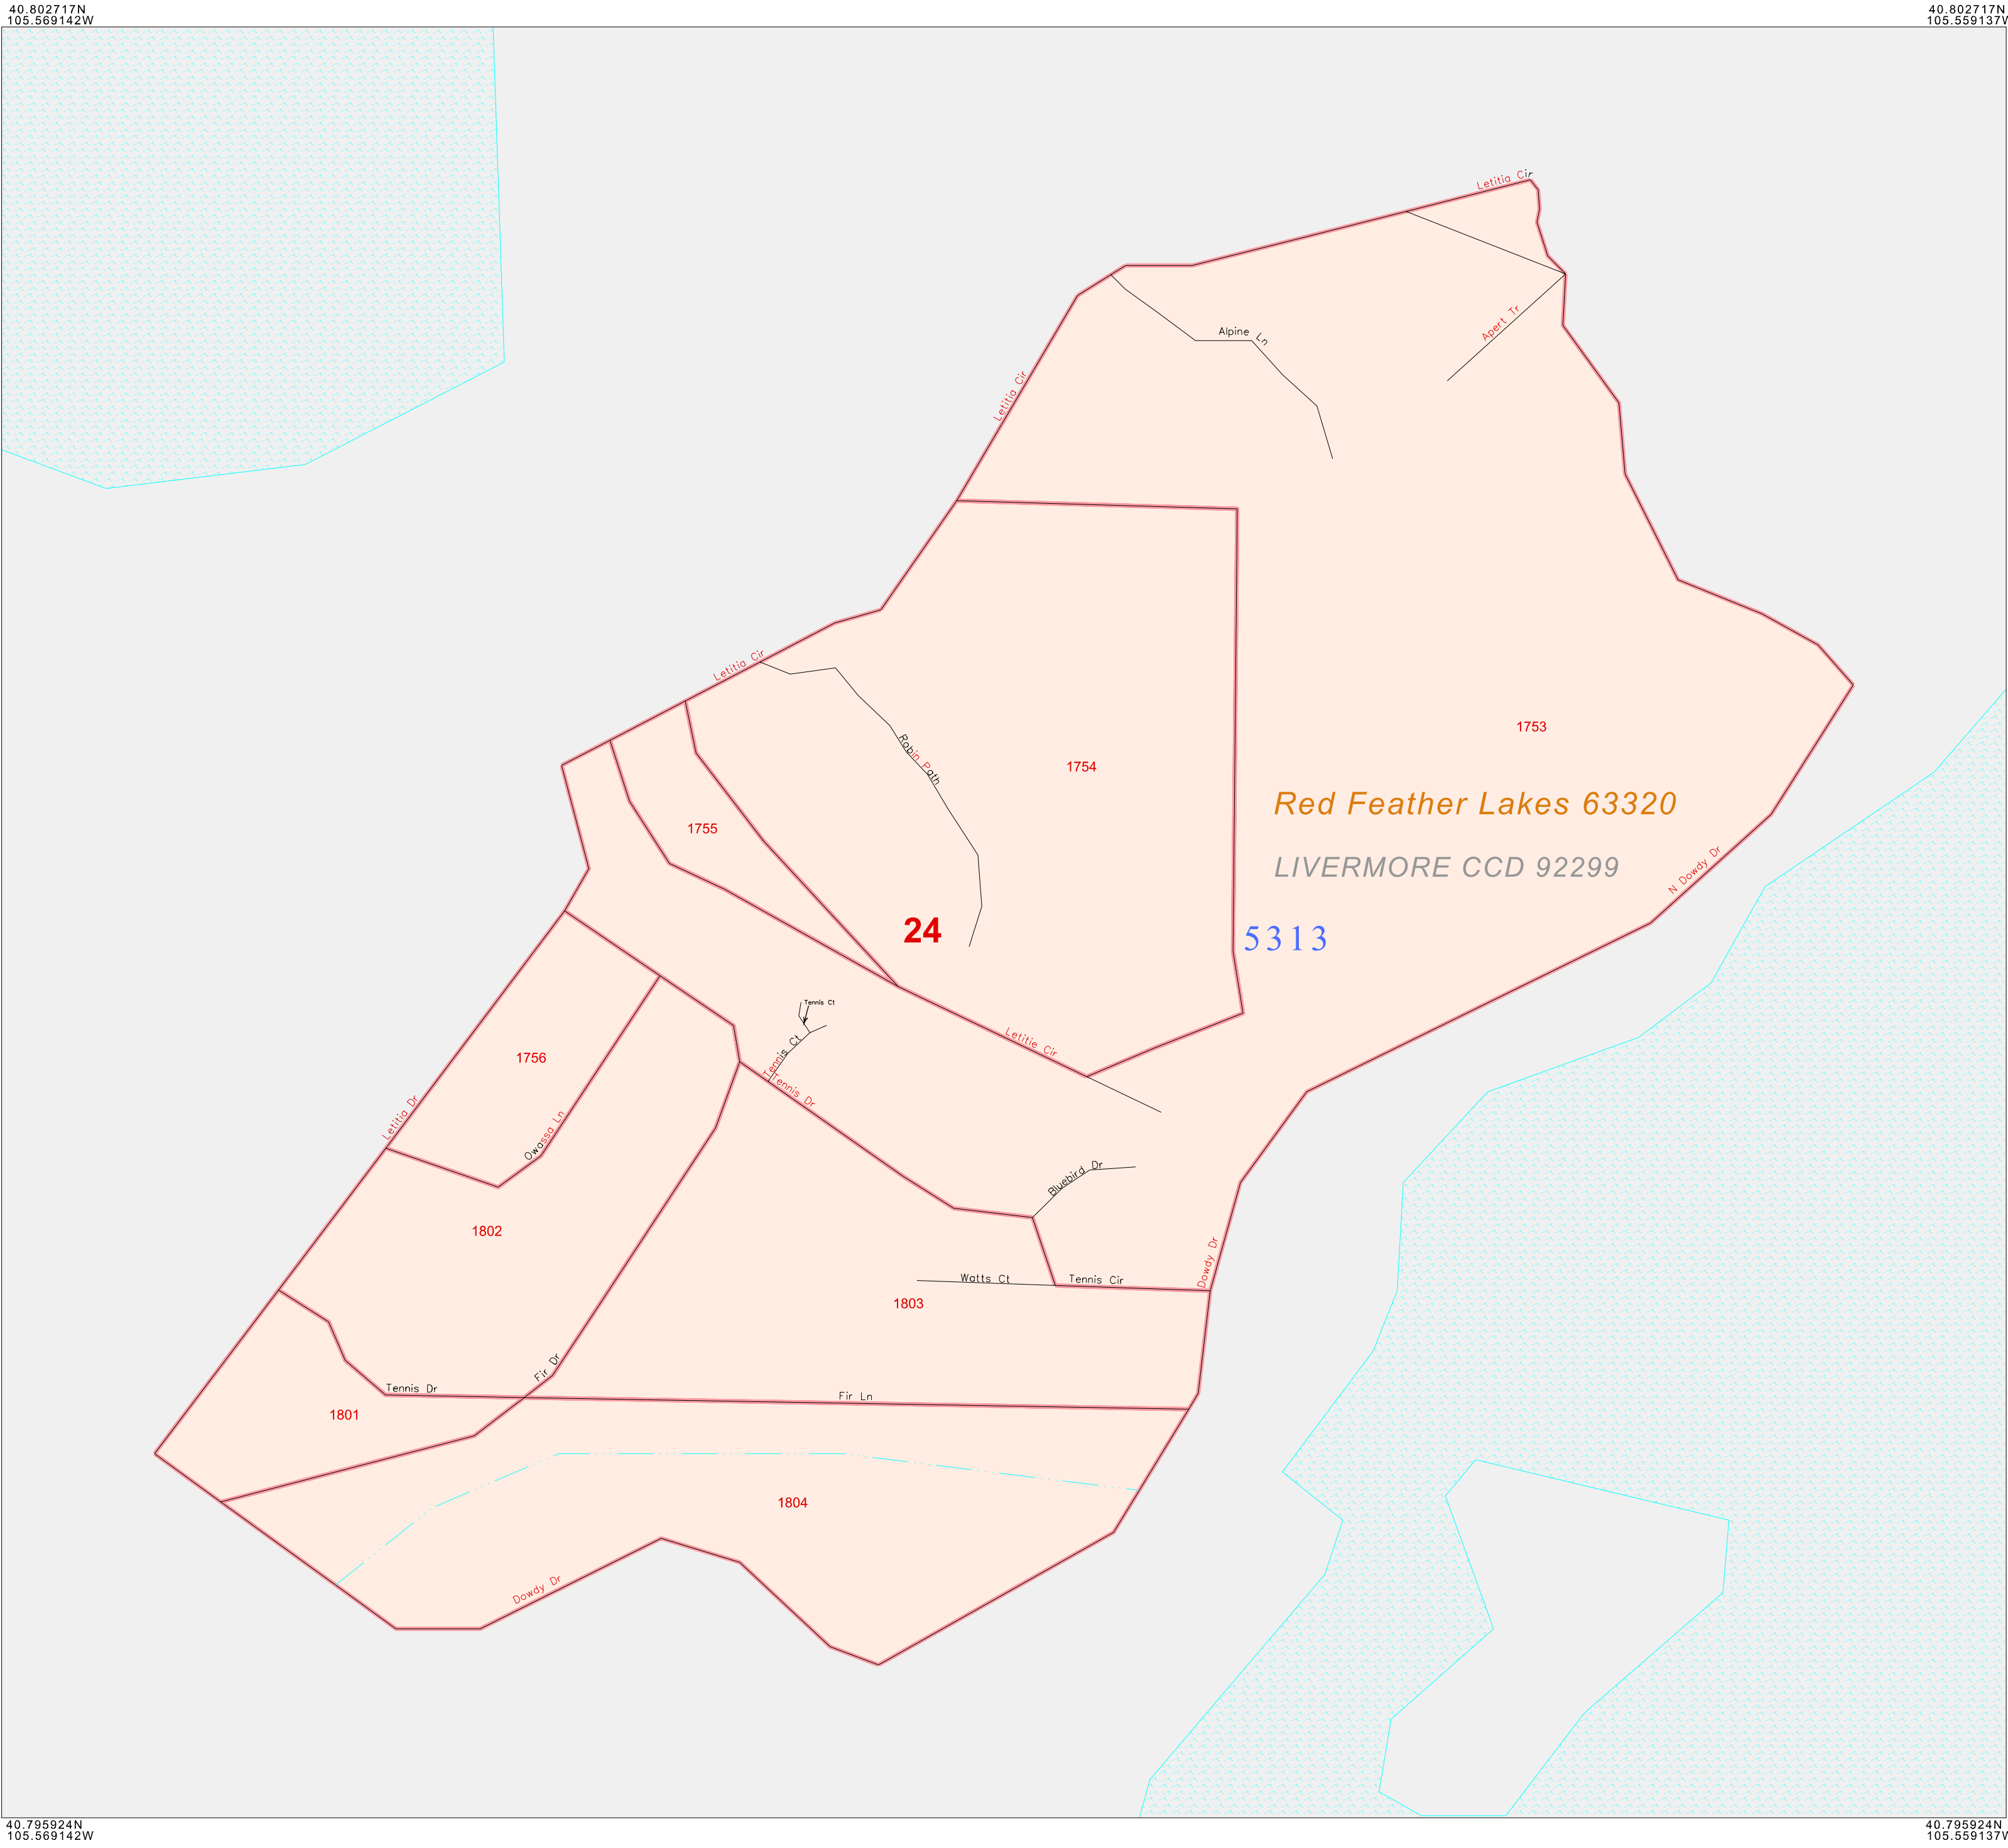 40.802717N
105.569142W
40.802717N
105.559137W
Letitia Cir
Apert Tr
Alpine Ln
Letitia Cir
Letitia Cir
Robin Path
1753
1754
Red Feather Lakes 63320
1755
LIVERMORE CCD 92299
N Dowdy Dr
24
5313
Tennis Ct
Letitie Cir
Tennis Ct
1756
Tennis Dr
Letitia Dr
Owassa Ln
Bluebird Dr
1802
Dowdy Dr
Watts Ct
Tennis Cir
1803
Fir Dr
Tennis Dr
Fir Ln
1801
1804
Dowdy Dr
40.795924N
105.569142W
40.795924N
105.559137W